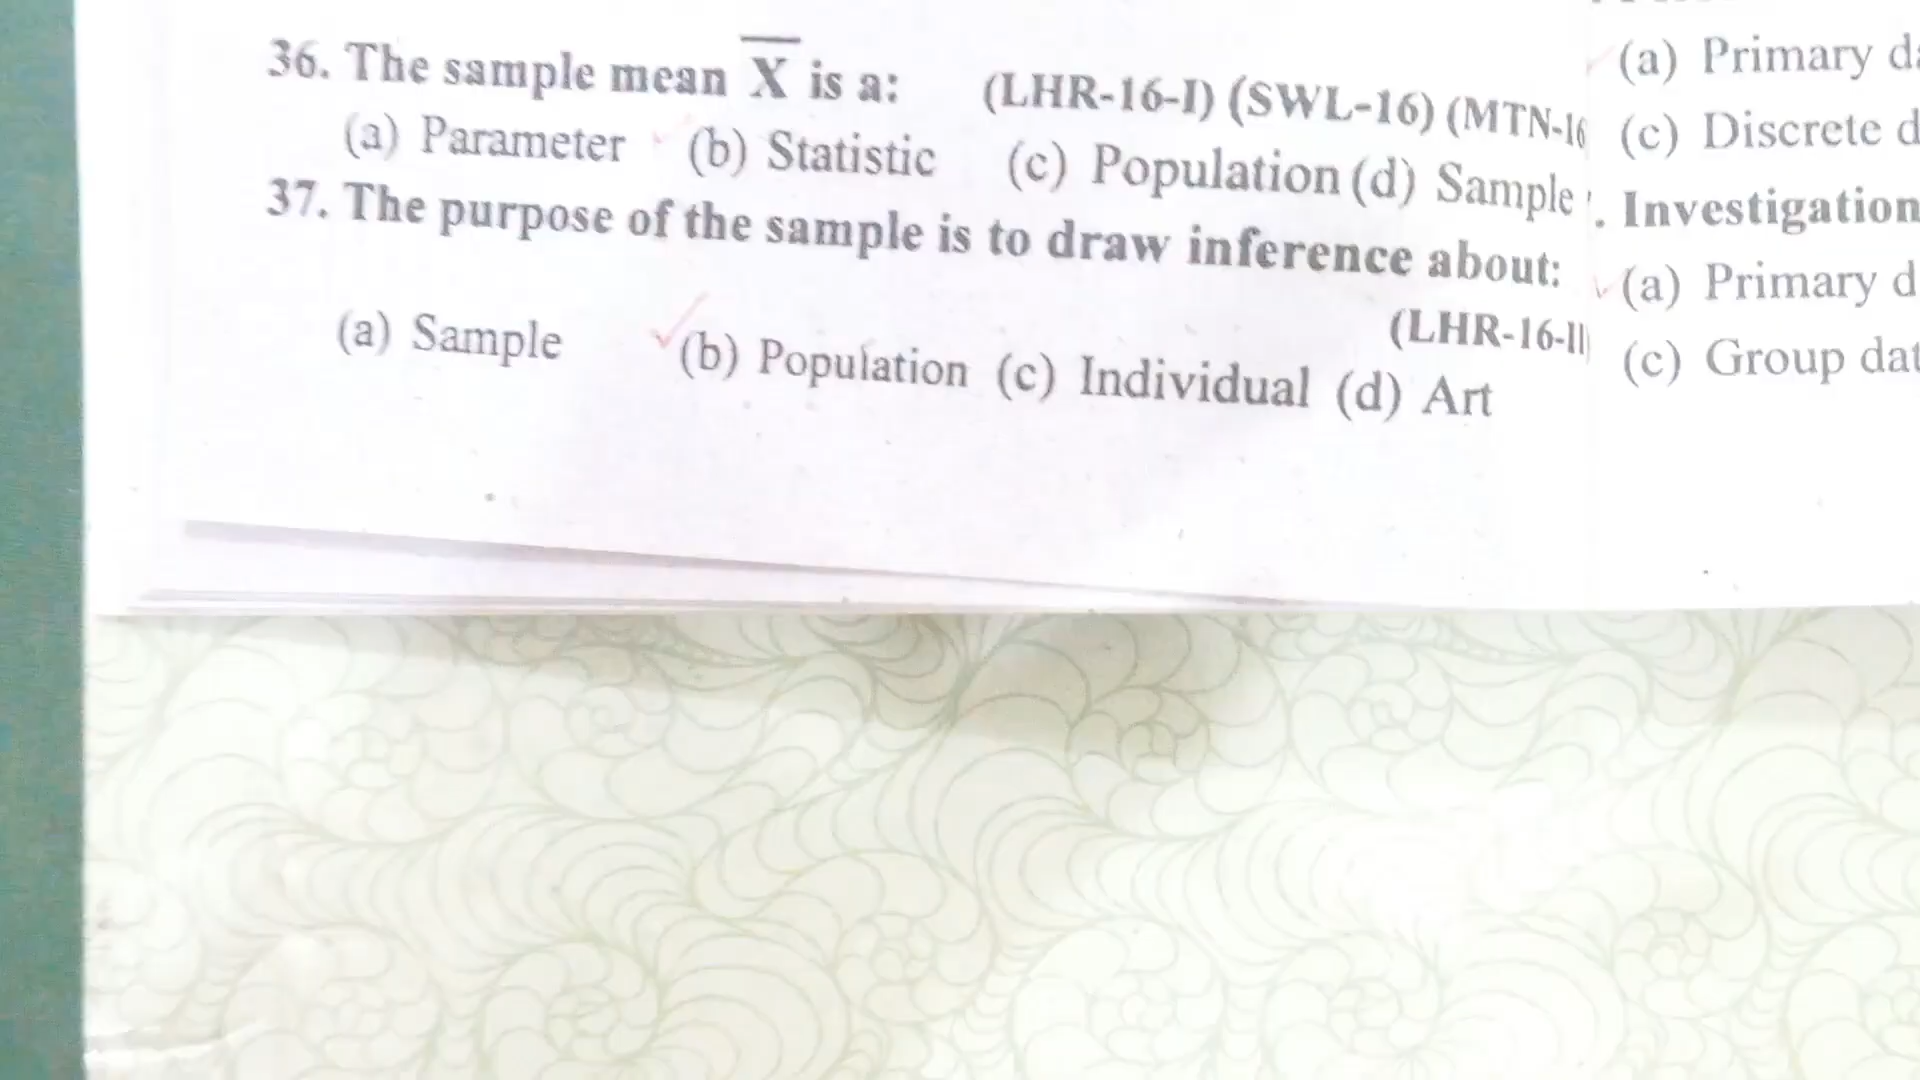 36. The sample mean X̅ is a: (LHR-16-I) (SWL-16) (MTN-16
(a) Parameter (b) Statistic (c) Population (d) Sample
37. The purpose of the sample is to draw inference about:
(LHR-16-II)
(a) Sample (b) Population (c) Individual (d) Art
(a) Primary
(c) Discrete
. Investigation
(a) Primary
(c) Group